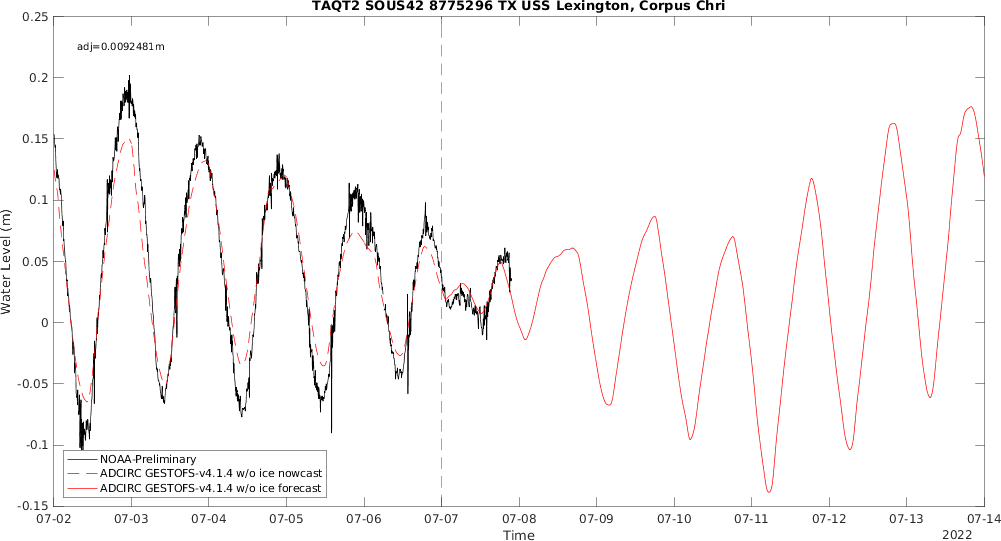 TAQT2 SOUS42 8775296 TX USS Lexington, Corpus Chri
adj=0.0092481m
Water Level (m)
0.25
0.2
0.15
0.1
0.05
0
-0.05
-0.1
-0.15
NOAA-Preliminary
ADCIRC GESTOFS-v4.1.4 w/o ice nowcast
ADCIRC GESTOFS-v4.1.4 w/o ice forecast
07-02 07-03 07-04 07-05 07-06 07-07 07-08 07-09 07-10 07-11 07-12 07-13 07-14
Time
2022